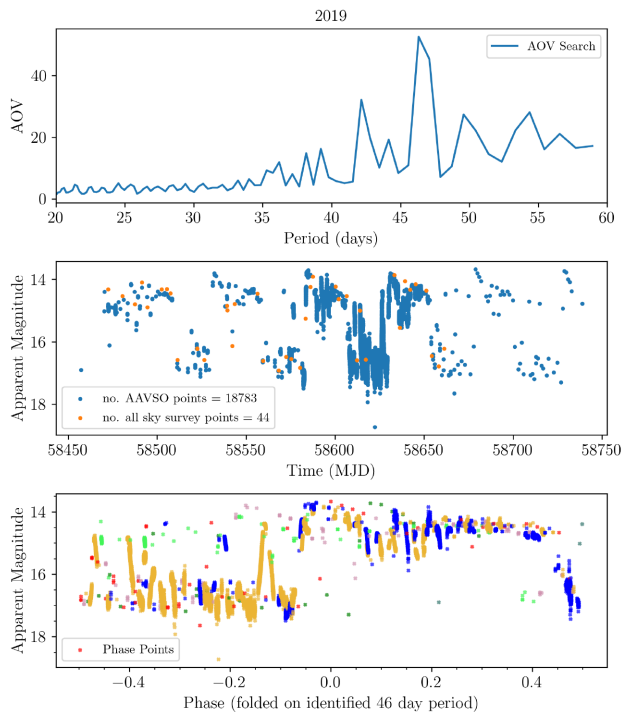 2019
AOV Search
AOV
40
20
0
20 25 30 35 40 45 50 55 60
Period (days)
Apparent Magnitude
14
16
18
no. AAVSO points = 18783
no. all sky survey points = 44
58450 58500 58550 58600 58650 58700 58750
Time (MJD)
Apparent Magnitude
14
16
18
Phase Points
−0.4 −0.2 0.0 0.2 0.4
Phase (folded on identified 46 day period)